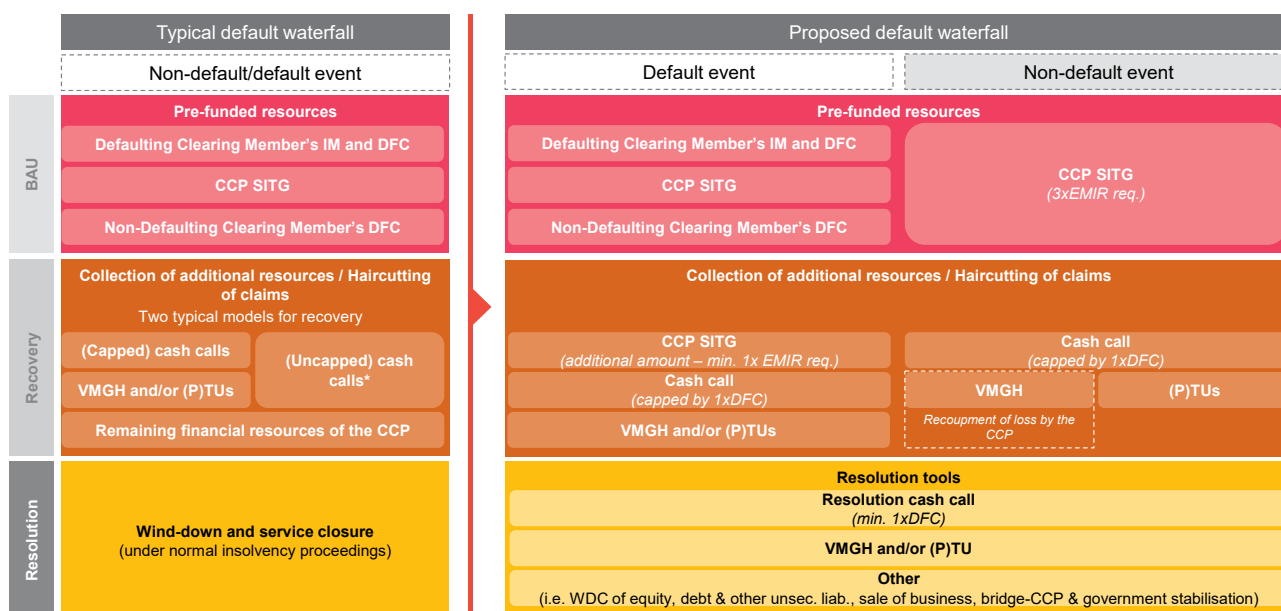 Typical default waterfall
Non-default/default event
BAU
Pre-funded resources
Defaulting Clearing Member's IM and DFC
CCP SITG
Non-Defaulting Clearing Member's DFC
Recovery
Collection of additional resources / Haircutting
of claims
Two typical models for recovery
(Capped) cash calls
VMGH and/or (P)TUs
(Uncapped) cash
calls*
Remaining financial resources of the CCP
Resolution
Wind-down and service closure
(under normal insolvency proceedings)
Proposed default waterfall
Default event
Non-default event
Pre-funded resources
Defaulting Clearing Member's IM and DFC
CCP SITG
Non-Defaulting Clearing Member's DFC
CCP SITG
(3xEMIR req.)
Collection of additional resources / Haircutting of claims
CCP SITG
(additional amount – min. 1x EMIR req.)
Cash call
(capped by 1xDFC)
VMGH and/or (P)TUs
Cash call
(capped by 1xDFC)
VMGH
Recoupment of loss by the
CCP
(P)TUs
Resolution tools
Resolution cash call
(min. 1xDFC)
VMGH and/or (P)TU
Other
(i.e. WDC of equity, debt & other unsec. liab., sale of business, bridge-CCP & government stabilisation)